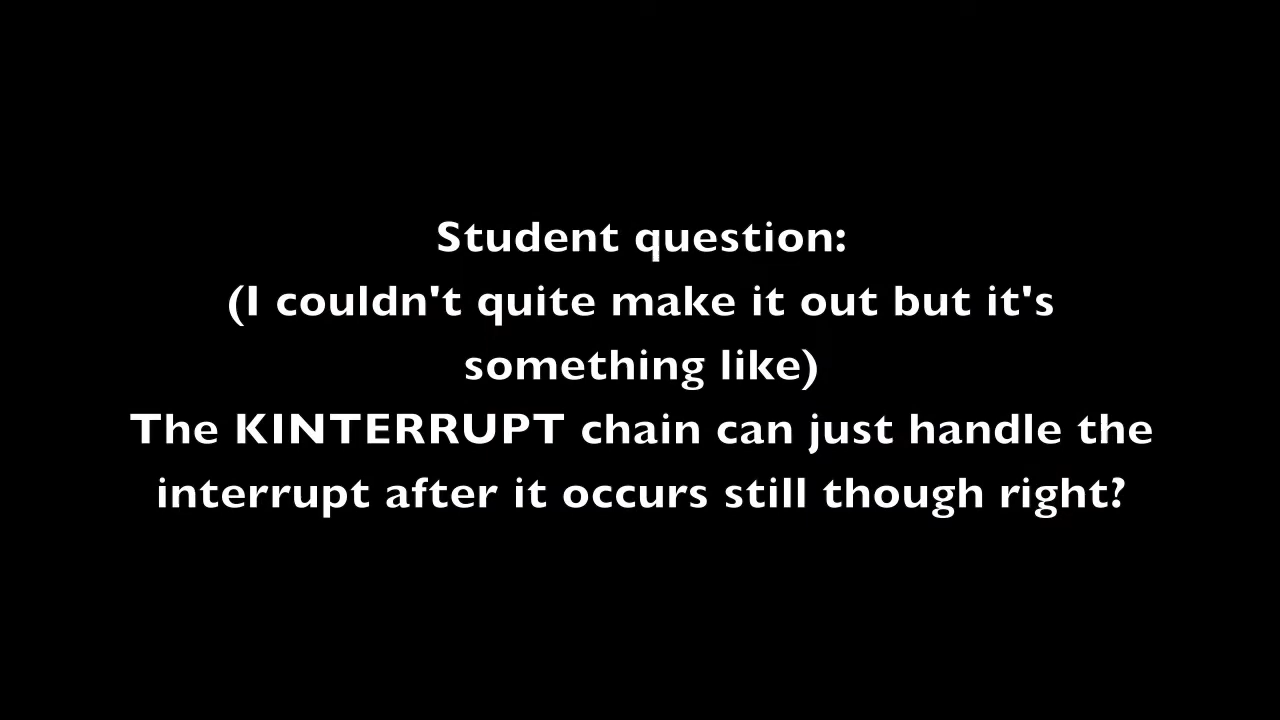 Student question:
(I couldn't quite make it out but it's
something like)
The KINTERRUPT chain can just handle the
interrupt after it occurs still though right?